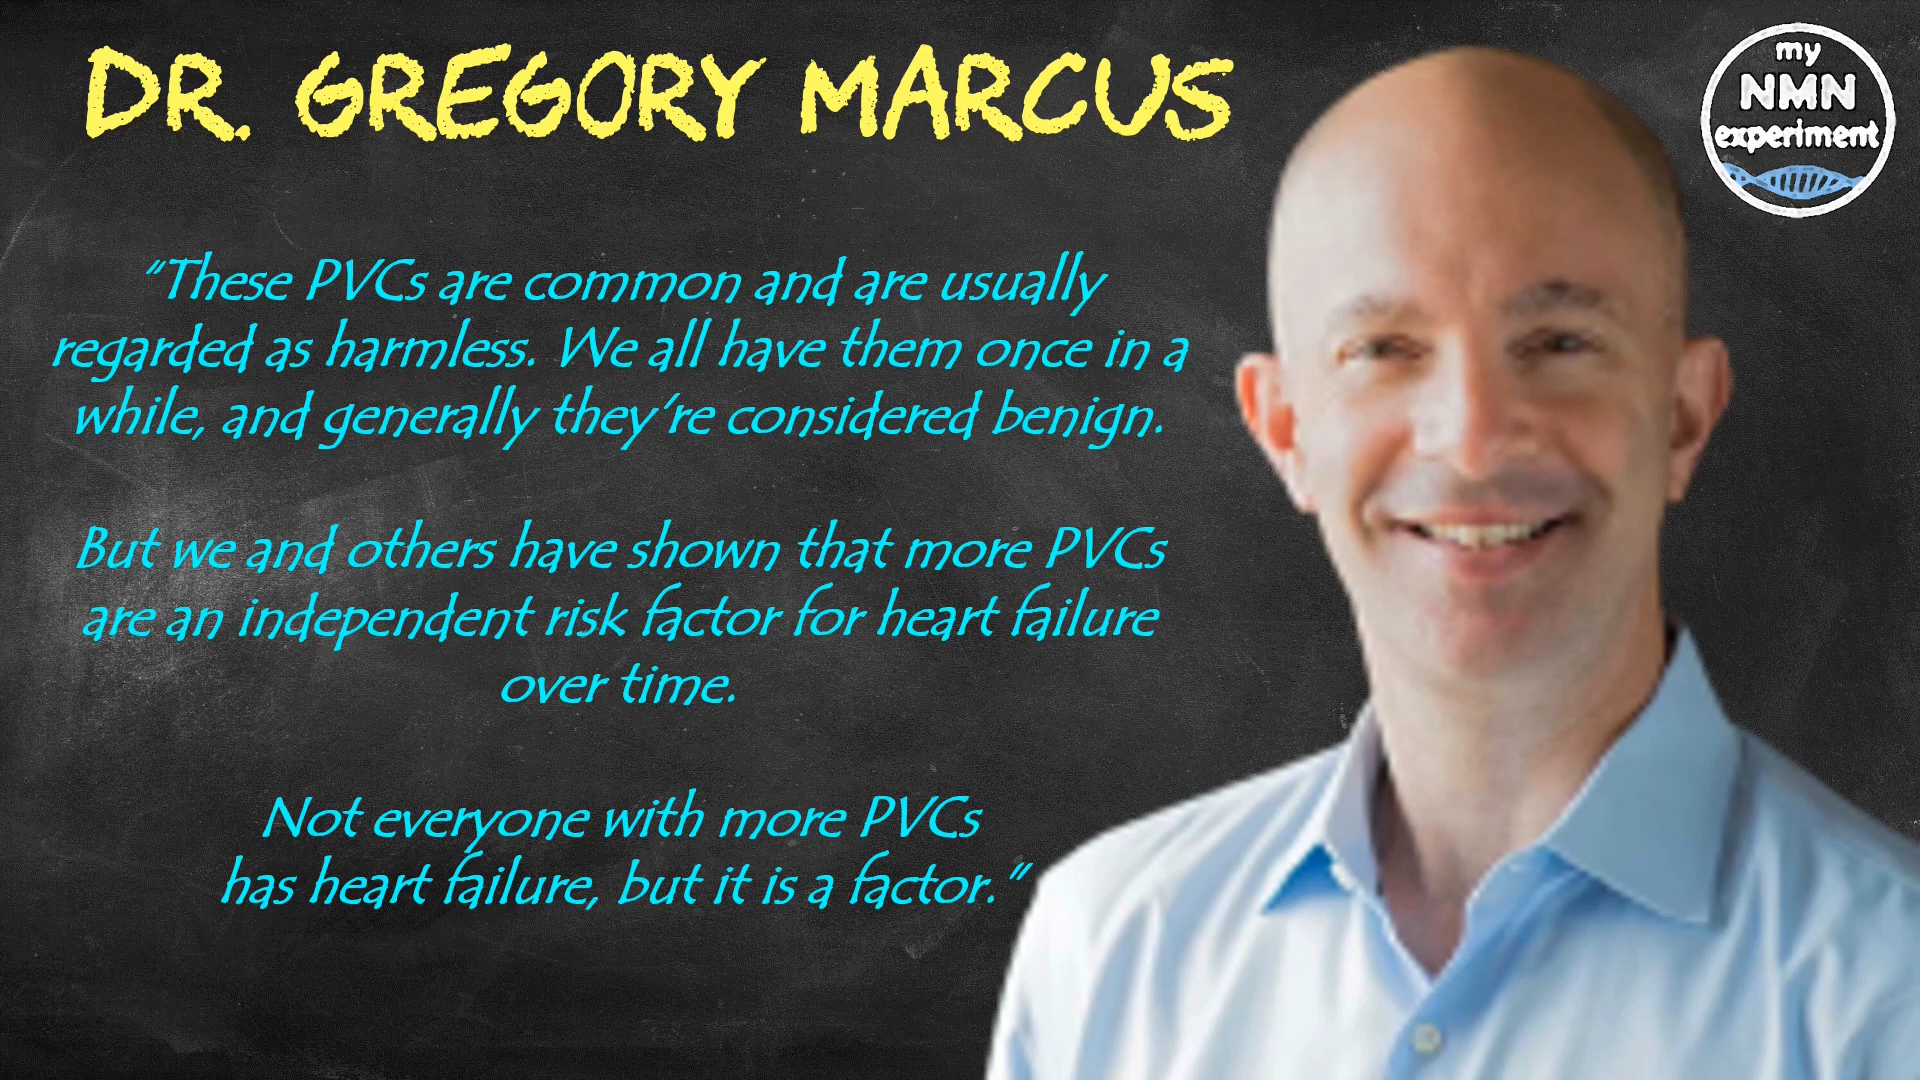 DR. GREGORY MARCUS
my
NMN
experiment
"These PVCs are common and are usually
regarded as harmless. We all have them once in a
while, and generally they're considered benign.
But we and others have shown that more PVCs
are an independent risk factor for heart failure
over time.
Not everyone with more PVCs
has heart failure, but it is a factor."